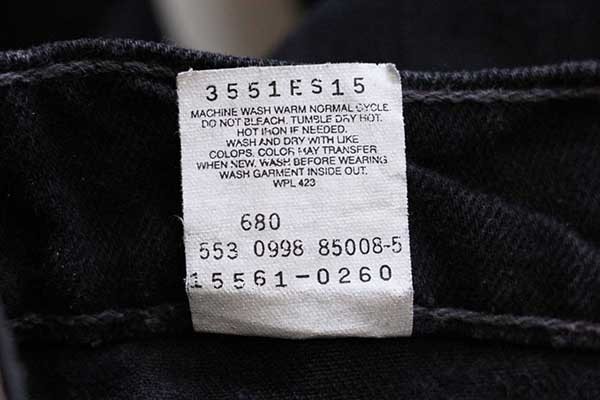 3551ES15
MACHINE WASH WARM NORMAL CYCLE
DO NOT BLEACH. TUMBLE DRY HOT.
HOT IRON IF NEEDED.
WASH AND DRY WITH LIKE
COLORS. COLOR MAY TRANSFER
WHEN NEW. WASH BEFORE WEARING
WASH GARMENT INSIDE OUT.
WPL 423
680
553 0998 85008-5
15561-0260